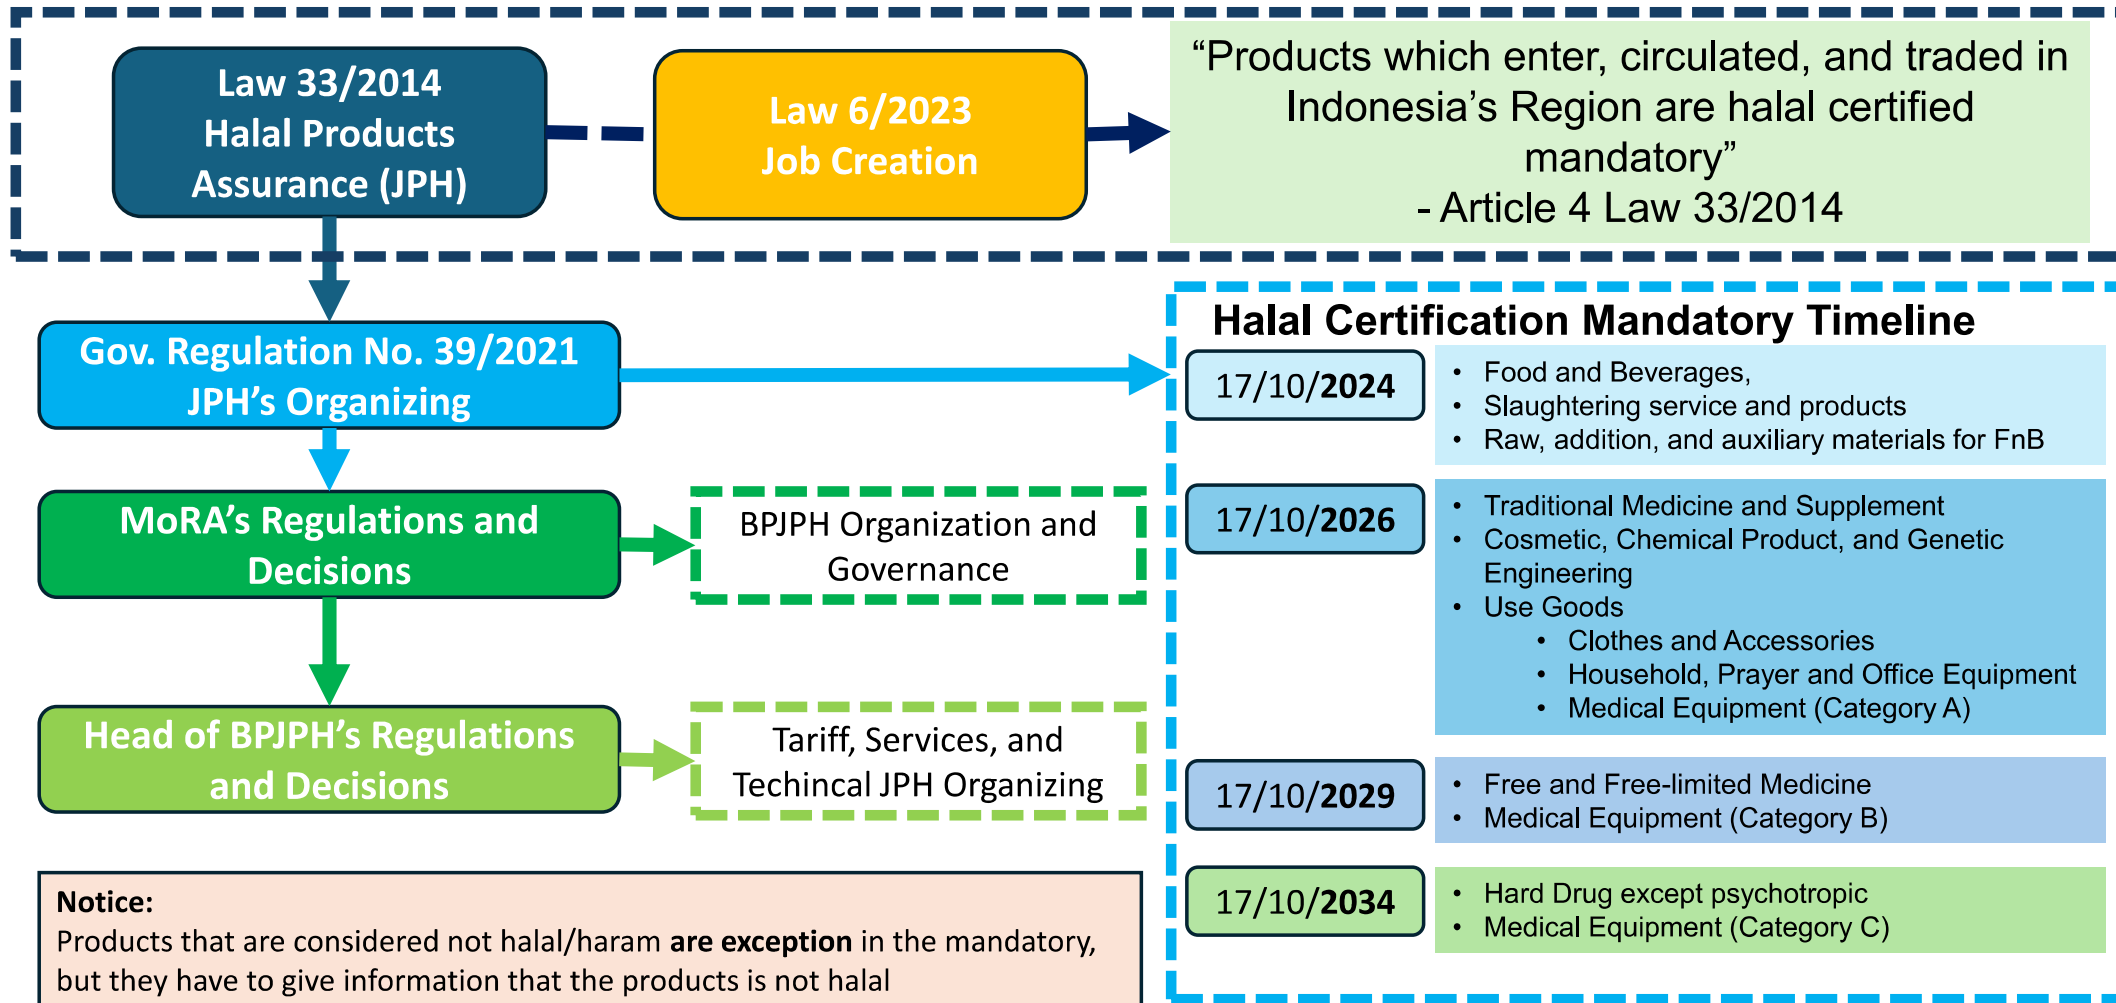 Law 33/2014
Halal Products
Assurance (JPH)
Law 6/2023
Job Creation
“Products which enter, circulated, and traded in
Indonesia’s Region are halal certified
mandatory”
- Article 4 Law 33/2014
Gov. Regulation No. 39/2021
JPH’s Organizing
MoRA’s Regulations and
Decisions
BPJPH Organization and
Governance
Head of BPJPH’s Regulations
and Decisions
Tariff, Services, and
Techincal JPH Organizing
Notice:
Products that are considered not halal/haram are exception in the mandatory,
but they have to give information that the products is not halal
Halal Certification Mandatory Timeline
17/10/2024
• Food and Beverages,
• Slaughtering service and products
• Raw, addition, and auxiliary materials for FnB
17/10/2026
• Traditional Medicine and Supplement
• Cosmetic, Chemical Product, and Genetic
Engineering
• Use Goods
• Clothes and Accessories
• Household, Prayer and Office Equipment
• Medical Equipment (Category A)
17/10/2029
• Free and Free-limited Medicine
• Medical Equipment (Category B)
17/10/2034
• Hard Drug except psychotropic
• Medical Equipment (Category C)